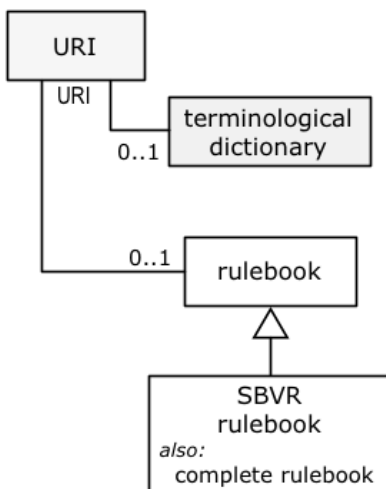 URI
URI
terminological
dictionary
0..1
0..1
rulebook
SBVR
rulebook
also:
complete rulebook